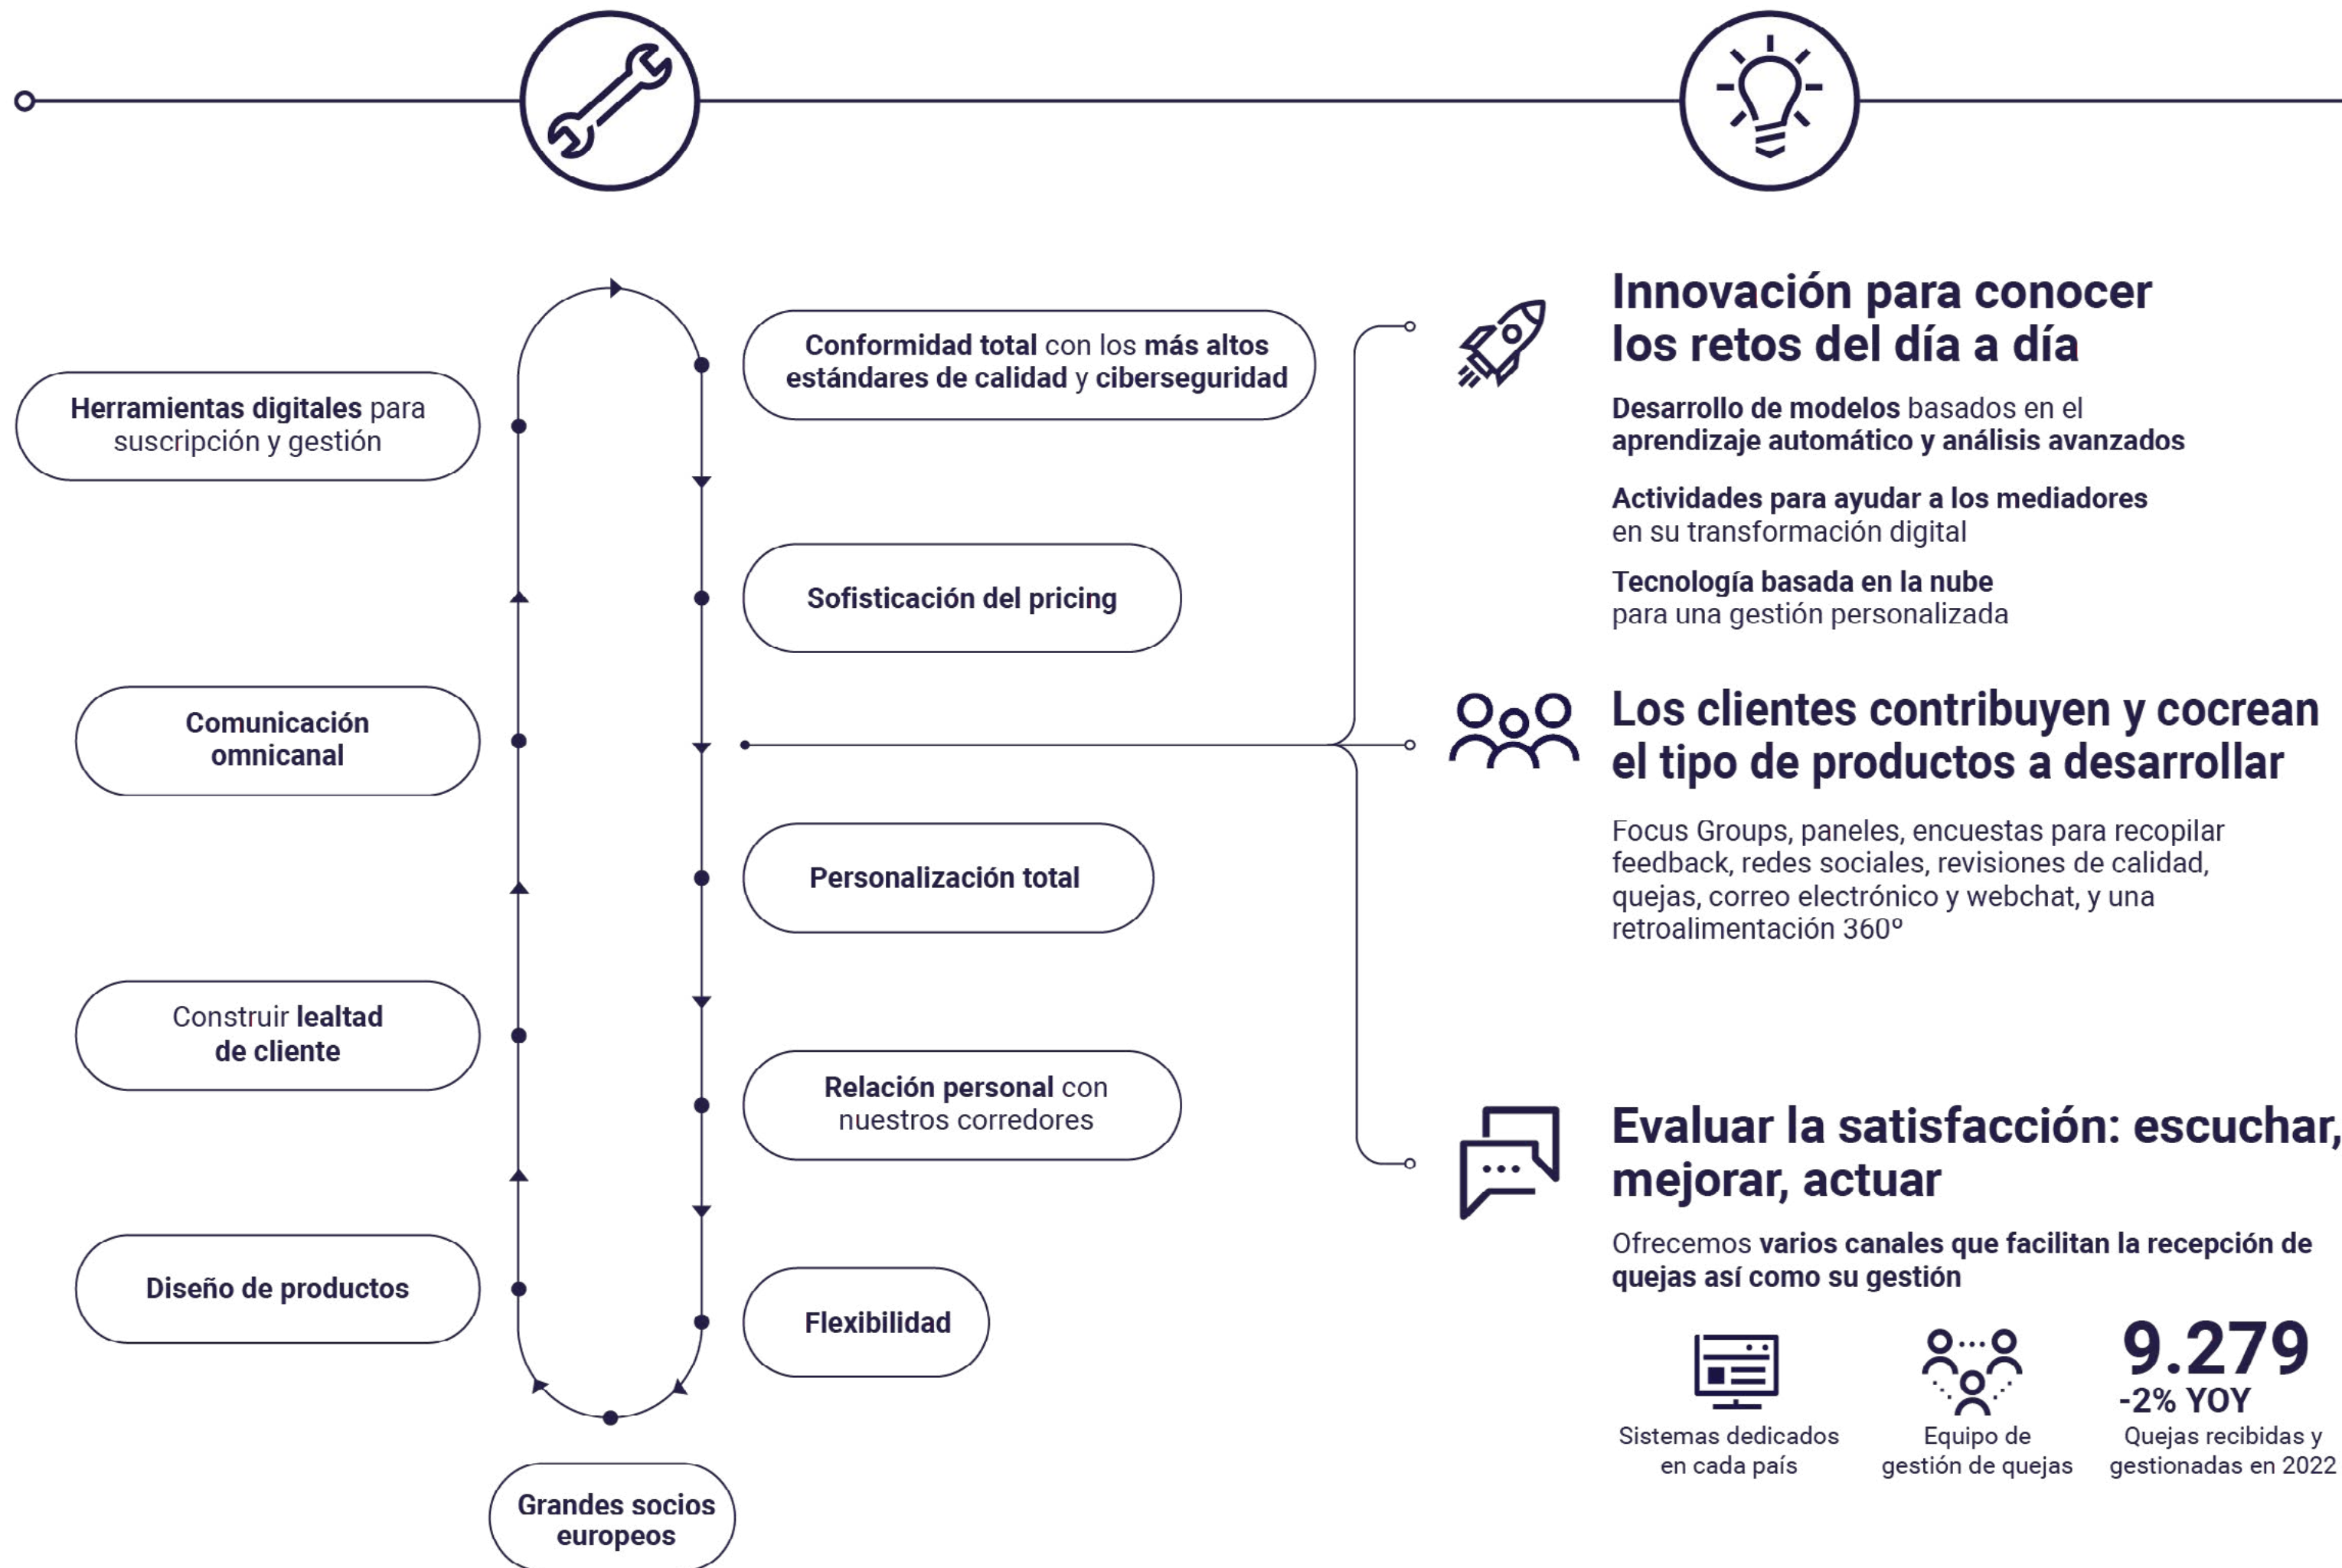 Herramientas digitales para
suscripción y gestión
Comunicación
omnicanal
Construir lealtad
de cliente
Diseño de productos
Conformidad total con los más altos
estándares de calidad y ciberseguridad
Sofisticación del pricing
Personalización total
Relación personal con
nuestros corredores
Flexibilidad
Grandes socios
europeos
Innovación para conocer
los retos del día a día
Desarrollo de modelos basados en el
aprendizaje automático y análisis avanzados
Actividades para ayudar a los mediadores
en su transformación digital
Tecnología basada en la nube
para una gestión personalizada
Los clientes contribuyen y cocrean
el tipo de productos a desarrollar
Focus Groups, paneles, encuestas para recopilar
feedback, redes sociales, revisiones de calidad,
quejas, correo electrónico y webchat, y una
retroalimentación 360º
Evaluar la satisfacción: escuchar,
mejorar, actuar
Ofrecemos varios canales que facilitan la recepción de
quejas así como su gestión
Sistemas dedicados
en cada país
Equipo de
gestión de quejas
9.279
-2% YOY
Quejas recibidas y
gestionadas en 2022